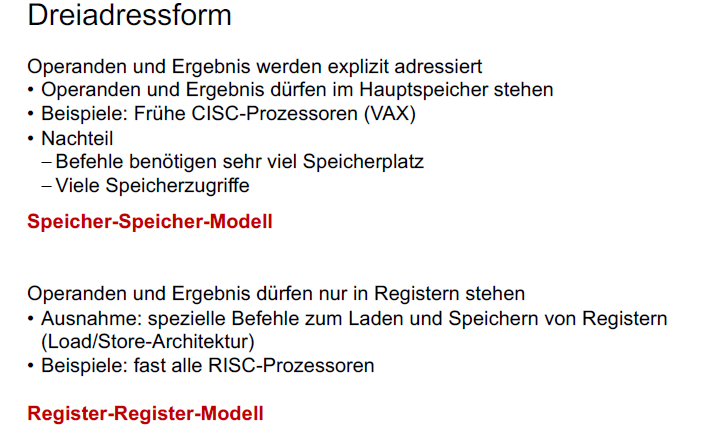 Dreiadressform
Operanden und Ergebnis werden explizit adressiert
• Operanden und Ergebnis dürfen im Hauptspeicher stehen
• Beispiele: Frühe CISC-Prozessoren (VAX)
• Nachteil
– Befehle benötigen sehr viel Speicherplatz
– Viele Speicherzugriffe
Speicher-Speicher-Modell
Operanden und Ergebnis dürfen nur in Registern stehen
• Ausnahme: spezielle Befehle zum Laden und Speichern von Registern
(Load/Store-Architektur)
• Beispiele: fast alle RISC-Prozessoren
Register-Register-Modell